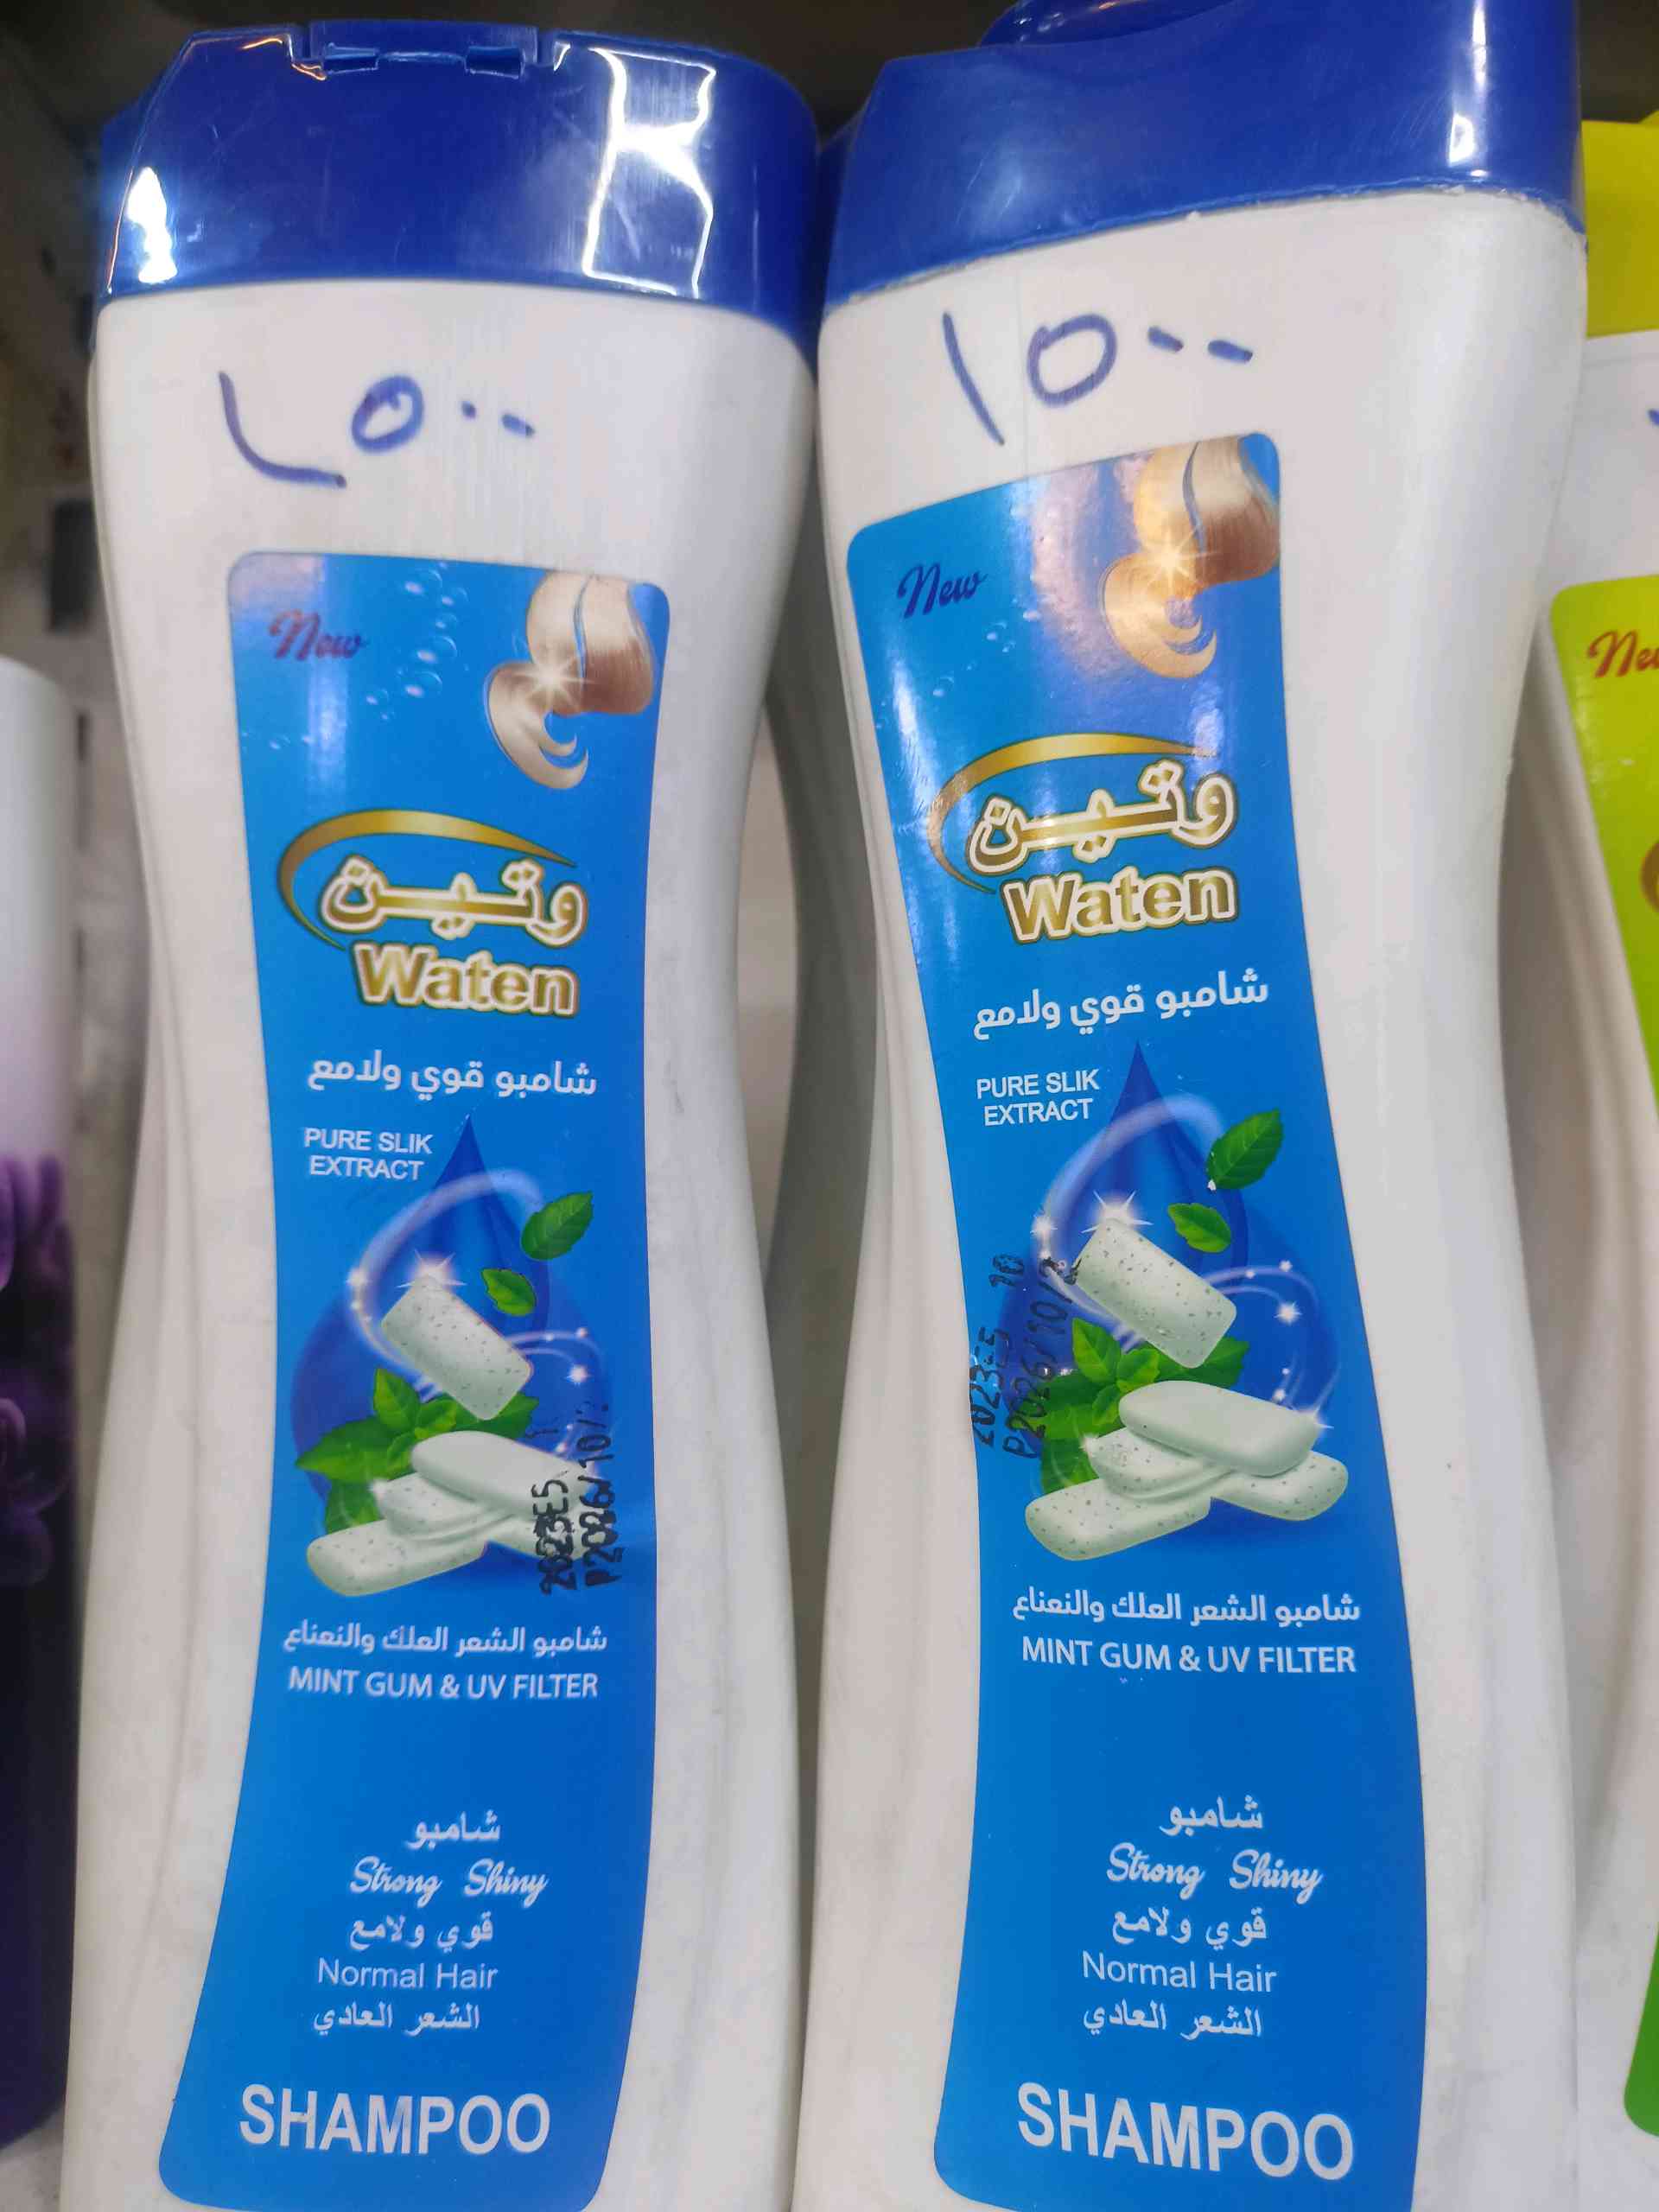 ١٥٠٠
New
وتين
Waten
شامبو قوي ولامع
PURE SLIK
EXTRACT
شامبو الشعر العلك والنعناع
MINT GUM & UV FILTER
شامبو
Strong Shiny
قوي ولامع
Normal Hair
الشعر العادي
SHAMPOO
١٥٠٠
New
وتين
Waten
شامبو قوي ولامع
PURE SLIK
EXTRACT
شامبو الشعر العلك والنعناع
MINT GUM & UV FILTER
شامبو
Strong Shiny
قوي ولامع
Normal Hair
الشعر العادي
SHAMPOO